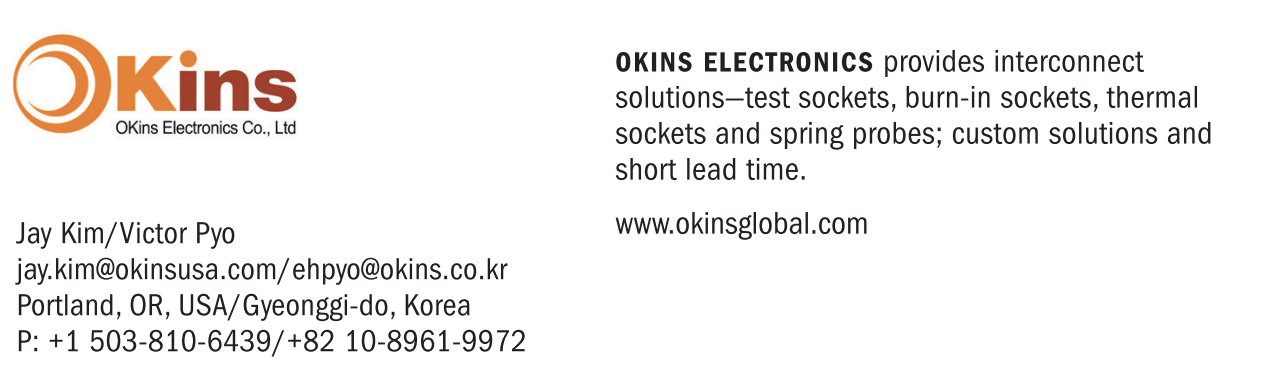 OKins
OKins Electronics Co., Ltd
Jay Kim/Victor Pyo
jay.kim@okinsusa.com/ehpyo@okins.co.kr
Portland, OR, USA/Gyeonggi-do, Korea
P: +1 503-810-6439/+82 10-8961-9972
OKINS ELECTRONICS provides interconnect
solutions—test sockets, burn-in sockets, thermal
sockets and spring probes; custom solutions and
short lead time.
www.okinsglobal.com